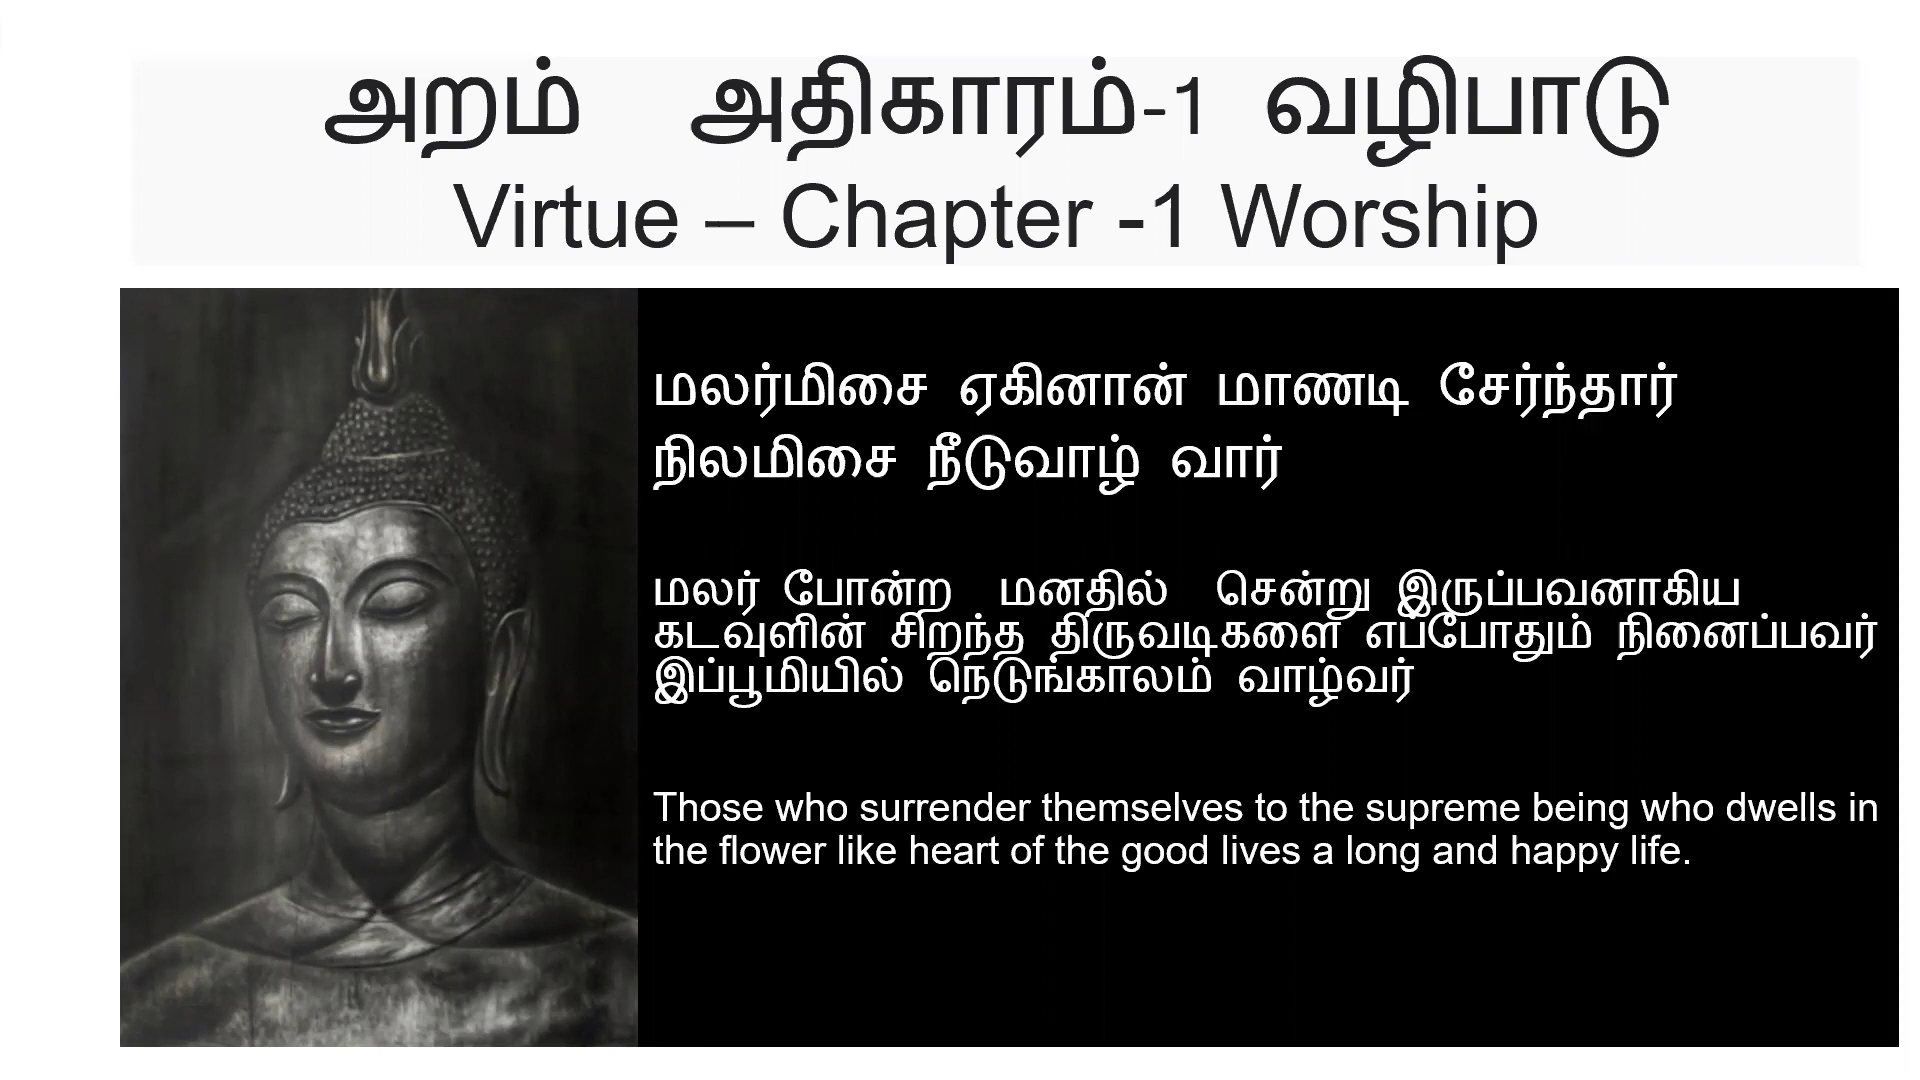 அறம் அதிகாரம்-1 வழிபாடு
Virtue – Chapter -1 Worship
மலர்மிசை ஏகினான் மாணடி சேர்ந்தார்
நிலமிசை நீடுவாழ் வார்
மலர் போன்ற மனதில் சென்று இருப்பவனாகிய
கடவுளின் சிறந்த திருவடிகளை எப்போதும் நினைப்பவர்
இப்பூமியில் நெடுங்காலம் வாழ்வர்
Those who surrender themselves to the supreme being who dwells in
the flower like heart of the good lives a long and happy life.